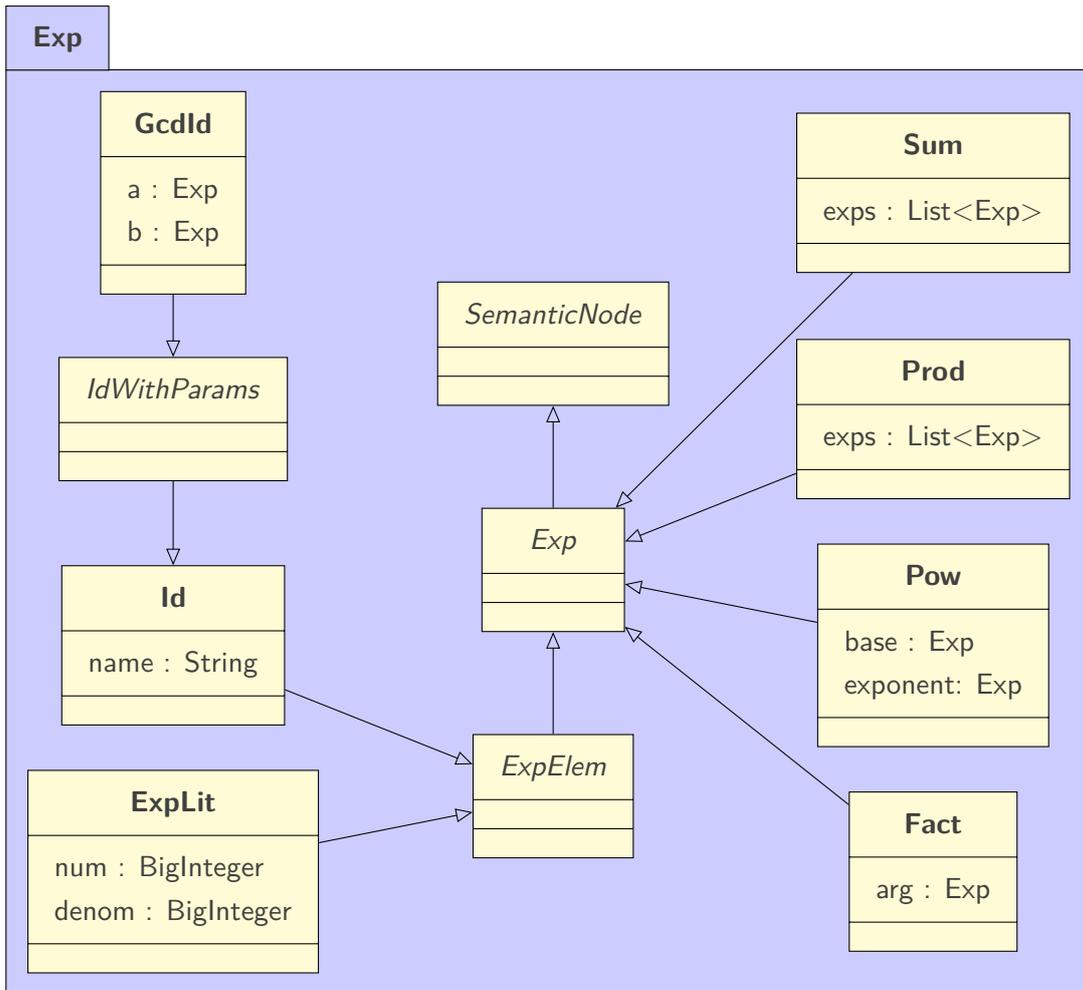 Exp
GcdId
a : Exp
b : Exp
IdWithParams
Id
name : String
ExpLit
num : BigInteger
denom : BigInteger
SemanticNode
Exp
ExpElem
Sum
exps : List<Exp>
Prod
exps : List<Exp>
Pow
base : Exp
exponent: Exp
Fact
arg : Exp